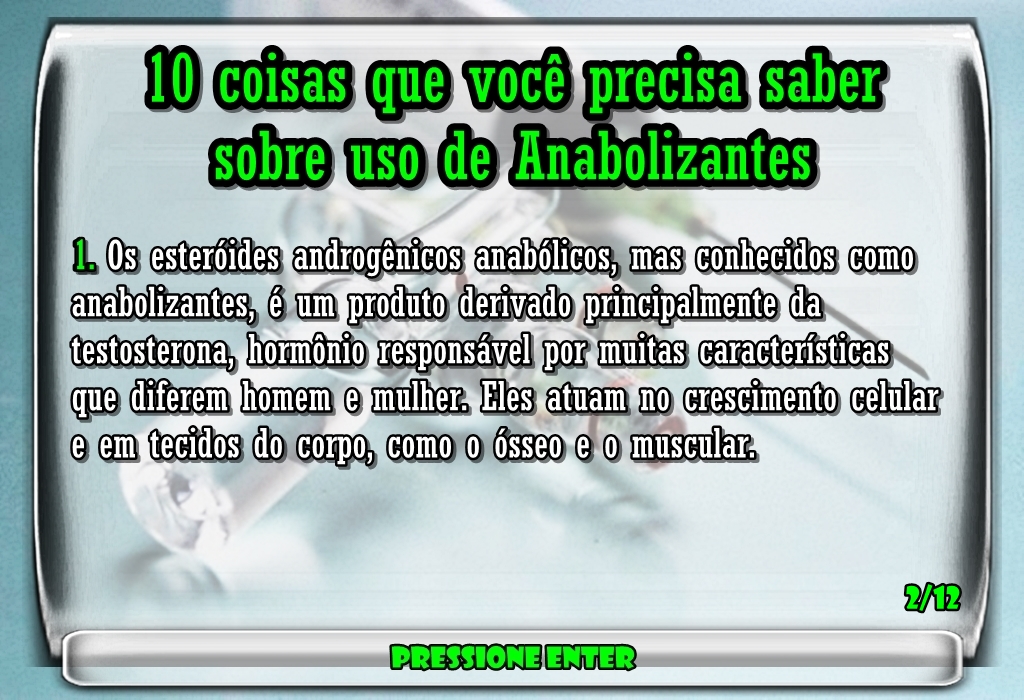 10 coisas que você precisa saber
sobre uso de Anabolizantes
1. Os esteróides androgênicos anabólicos, mas conhecidos como
anabolizantes, é um produto derivado principalmente da
testosterona, hormônio responsável por muitas características
que diferem homem e mulher. Eles atuam no crescimento celular
e em tecidos do corpo, como o ósseo e o muscular.
2/12
PRESSIONE ENTER